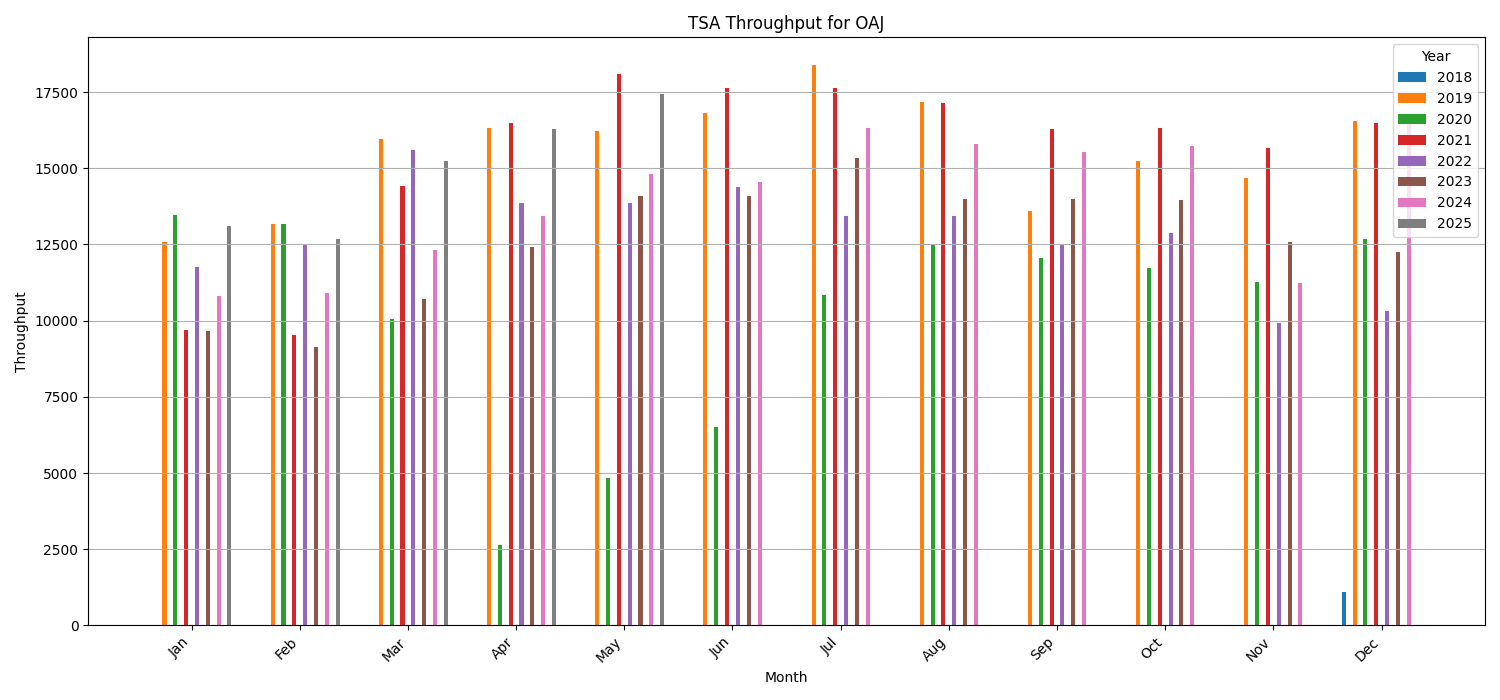 TSA Throughput for OAJ
Year
2018
2019
2020
2021
2022
2023
2024
2025
17500
15000
12500
10000
7500
5000
2500
0
Throughput
Jan
Feb
Mar
Apr
May
Jun
Jul
Aug
Sep
Oct
Nov
Dec
Month